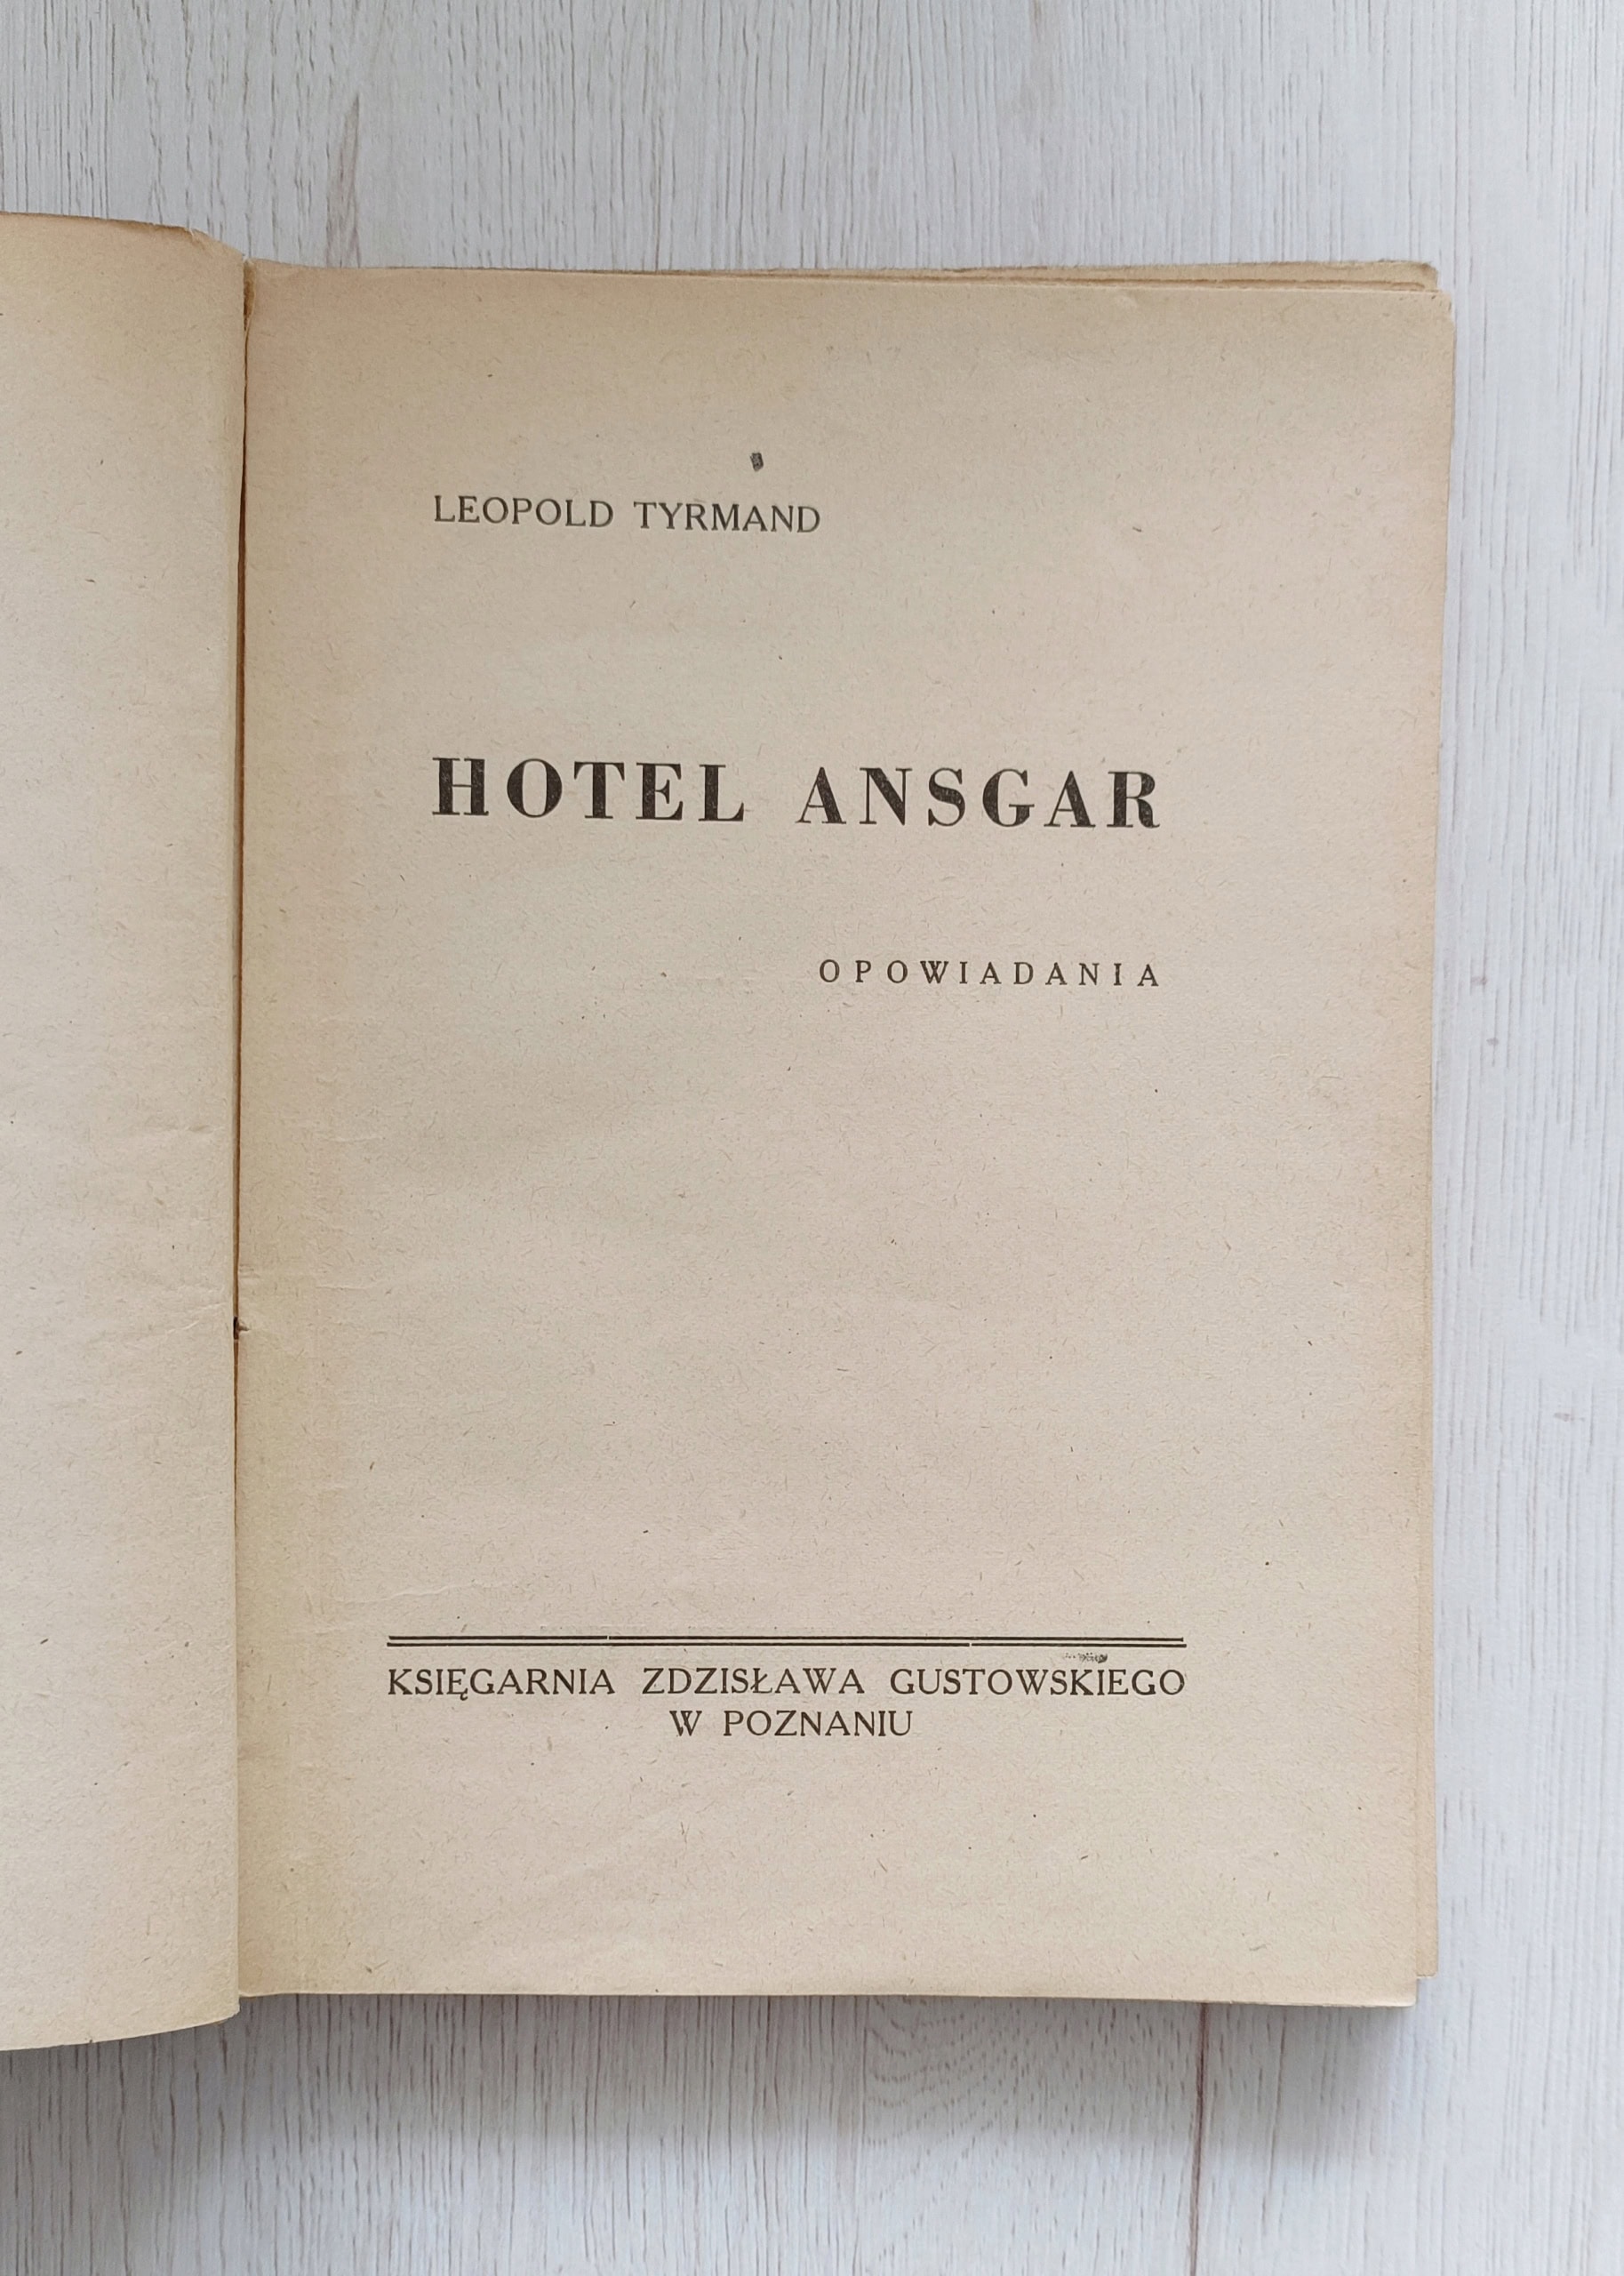 LEOPOLD TYRMAND
HOTEL ANSGAR
OPOWIADANIA
KSIĘGARNIA ZDZISŁAWA GUSTOWSKIEGO
W POZNANIU